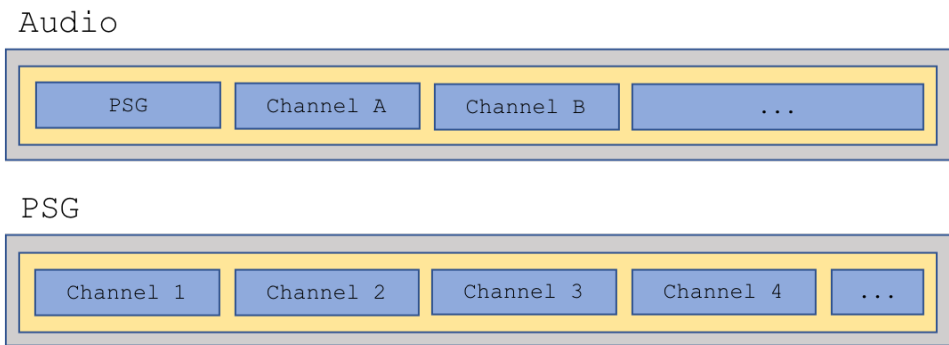 Audio
PSG Channel A Channel B ...
PSG
Channel 1 Channel 2 Channel 3 Channel 4 ...